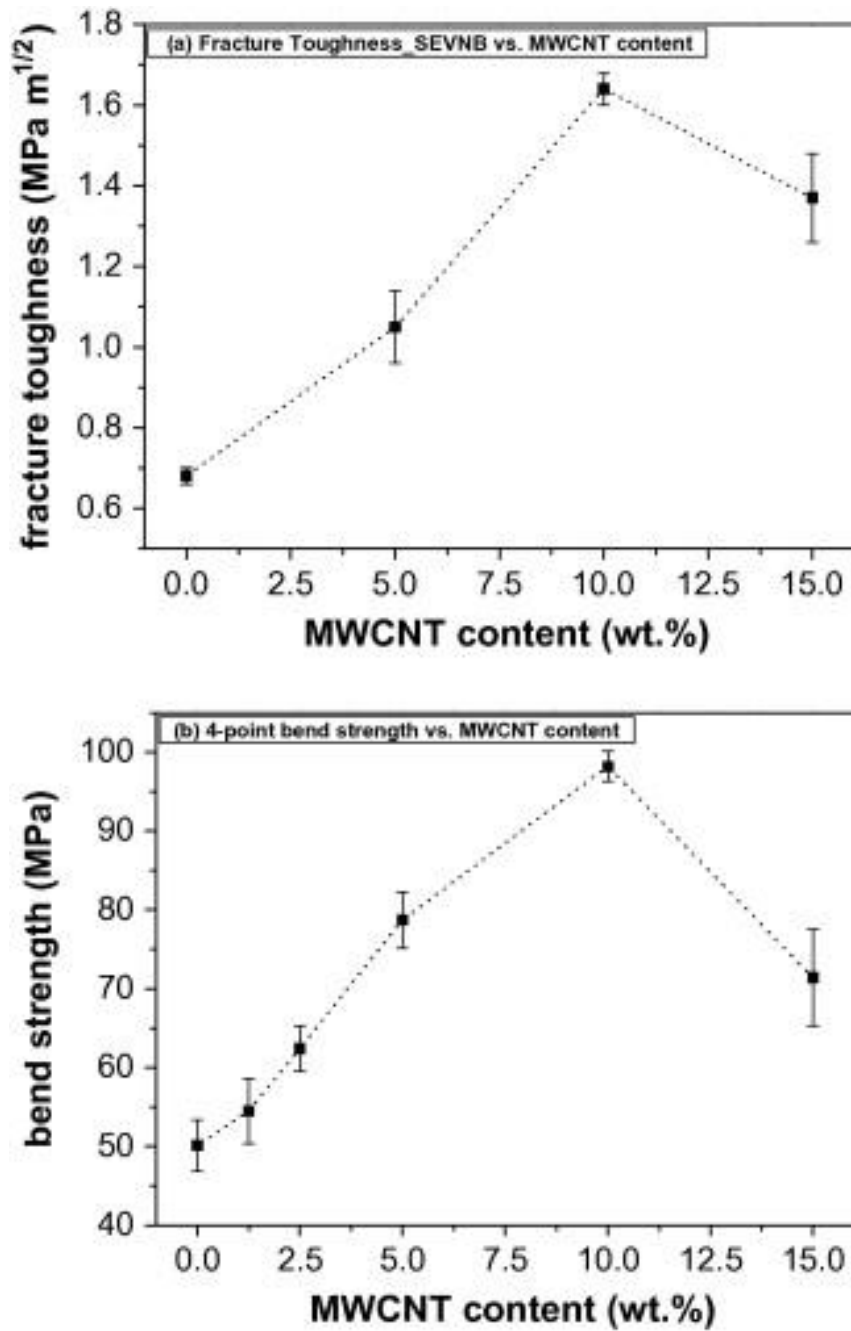 (a) Fracture Toughness_SEVNB vs. MWCNT content
fracture toughness (MPa m^1/2)
1.8
1.6
1.4
1.2
1.0
0.8
0.6
0.0 2.5 5.0 7.5 10.0 12.5 15.0
MWCNT content (wt.%)
(b) 4-point bend strength vs. MWCNT content
bend strength (MPa)
100
90
80
70
60
50
40
0.0 2.5 5.0 7.5 10.0 12.5 15.0
MWCNT content (wt.%)